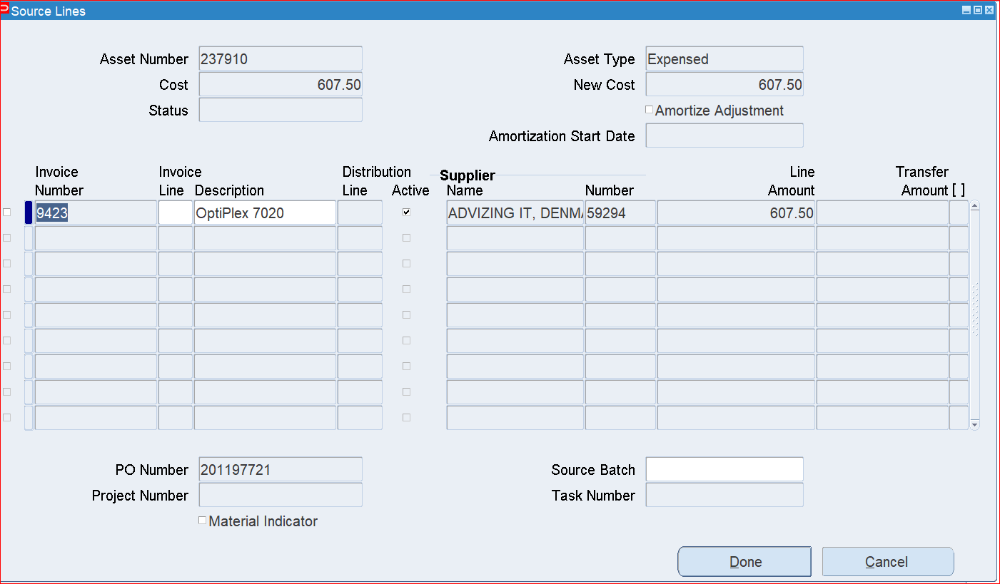 Source Lines
Asset Number 237910 Asset Type Expensed
Cost 607.50 New Cost 607.50
Status Amortize Adjustment
Amortization Start Date
Invoice Invoice Distribution Supplier Line Transfer
Number Line Description Line Active Name Number Amount Amount [ ]
9423 OptiPlex 7020 ADVIZING IT, DENM 59294 607.50
PO Number 201197721 Source Batch
Project Number Task Number
Material Indicator
Done Cancel